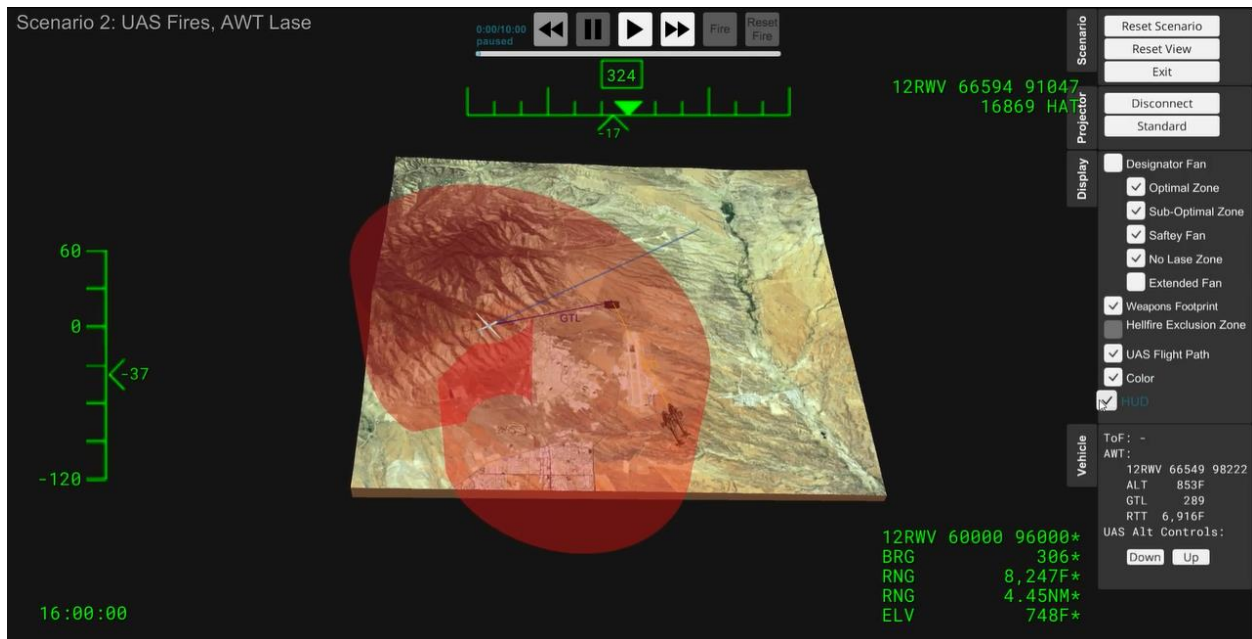 Scenario 2: UAS Fires, AWT Lase
0:00/10:00
paused
Fire
Reset
Fire
324
-17
12RWV 66594 91047
16869 HAT
60
0
-37
-120
GTL
16:00:00
12RWV 60000 96000*
BRG 306*
RNG 8,247F*
RNG 4.45NM*
ELV 748F*
Scenario
Reset Scenario
Reset View
Exit
Projector
Disconnect
Standard
Display
Designator Fan
Optimal Zone
Sub-Optimal Zone
Saftey Fan
No Lase Zone
Extended Fan
Weapons Footprint
Hellfire Exclusion Zone
UAS Flight Path
Color
HUD
Vehicle
ToF: -
AWT:
12RWV 66549 98222
ALT 853F
GTL 289
RTT 6,916F
UAS Alt Controls:
Down Up